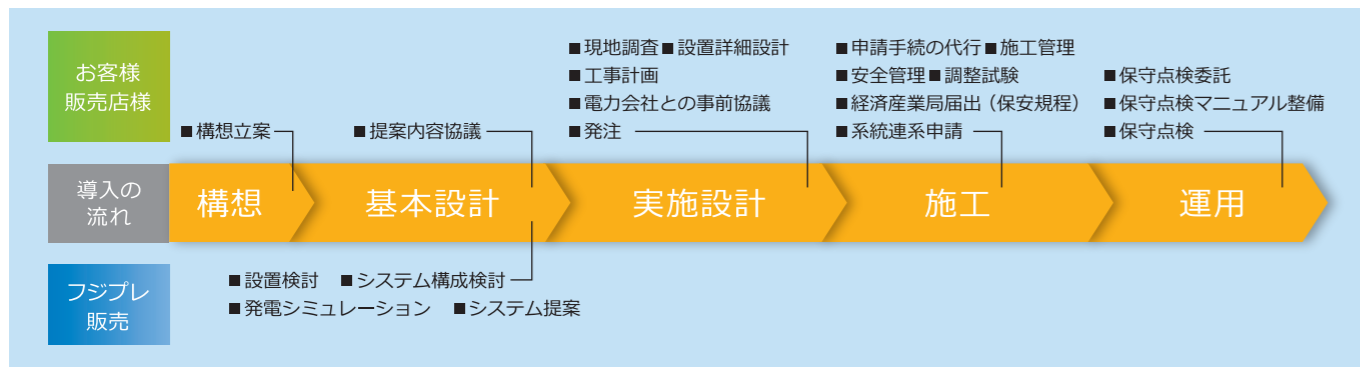 お客様
販売店様
■構想立案
■提案内容協議
■現地調査■設置詳細設計
■工事計画
■電力会社との事前協議
■発注
■申請手続の代行■施工管理
■安全管理■調整試験
■経済産業局届出（保安規程）
■系統連系申請
■保守点検委託
■保守点検マニュアル整備
■保守点検
導入の
流れ
構想
基本設計
実施設計
施工
運用
フジプレ
販売
■設置検討　■システム構成検討
■発電シミュレーション　■システム提案